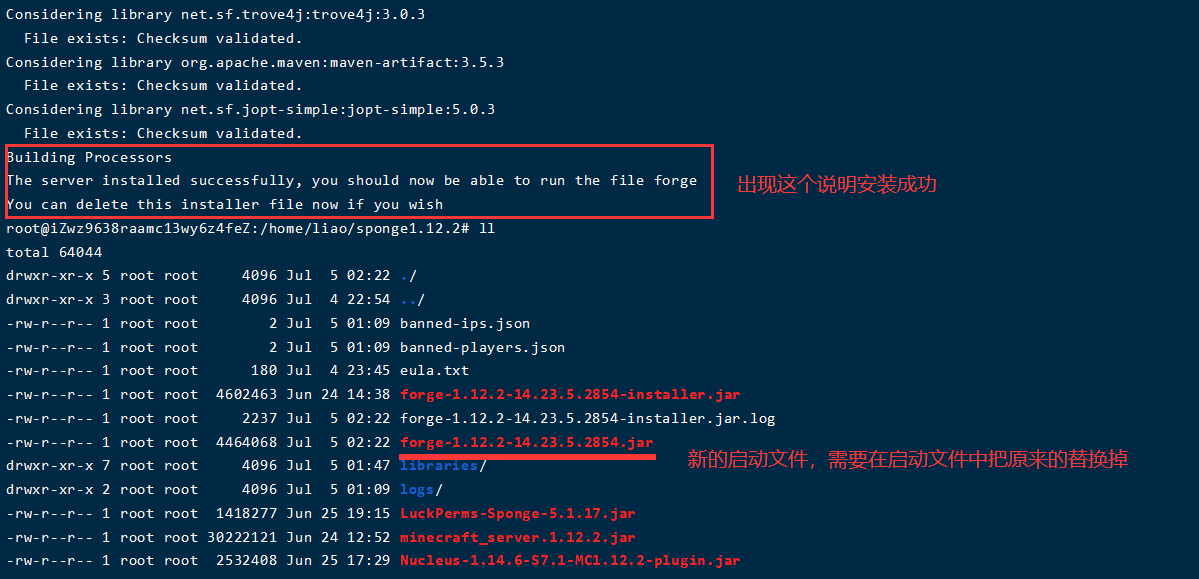 Considering library net.sf.trove4j:trove4j:3.0.3
File exists: Checksum validated.
Considering library org.apache.maven:maven-artifact:3.5.3
File exists: Checksum validated.
Considering library net.sf.jopt-simple:jopt-simple:5.0.3
File exists: Checksum validated.
Building Processors
The server installed successfully, you should now be able to run the file forge
出现这个说明安装成功
You can delete this installer file now if you wish
root@iZwz9638raamc13wy6z4feZ:/home/liao/sponge1.12.2# ll
total 64044
drwxr-xr-x 5 root root     4096 Jul  5 02:22 ./
drwxr-xr-x 3 root root     4096 Jul  4 22:54 ../
-rw-r--r-- 1 root root        2 Jul  5 01:09 banned-ips.json
-rw-r--r-- 1 root root        2 Jul  5 01:09 banned-players.json
-rw-r--r-- 1 root root      180 Jul  4 23:45 eula.txt
-rw-r--r-- 1 root root  4602463 Jun 24 14:38 forge-1.12.2-14.23.5.2854-installer.jar
-rw-r--r-- 1 root root     2237 Jul  5 02:22 forge-1.12.2-14.23.5.2854-installer.jar.log
-rw-r--r-- 1 root root  4464068 Jul  5 02:22 forge-1.12.2-14.23.5.2854.jar
新的启动文件，需要在启动文件中把原来的替换掉
drwxr-xr-x 7 root root     4096 Jul  5 01:47 libraries/
drwxr-xr-x 2 root root     4096 Jul  5 01:09 logs/
-rw-r--r-- 1 root root  1418277 Jun 25 19:15 LuckPerms-Sponge-5.1.17.jar
-rw-r--r-- 1 root root 30222121 Jun 24 12:52 minecraft_server.1.12.2.jar
-rw-r--r-- 1 root root  2532408 Jun 25 17:29 Nucleus-1.14.6-S7.1-MC1.12.2-plugin.jar